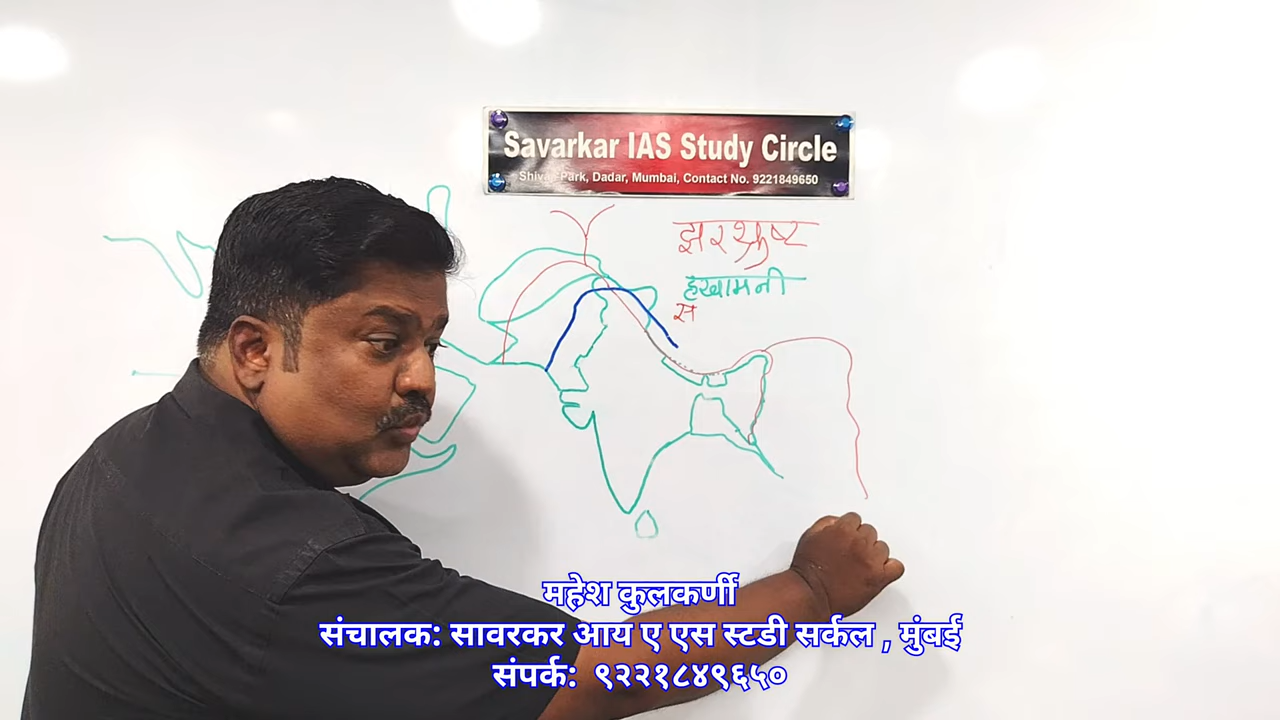 Savarkar IAS Study Circle
Park, Dadar, Mumbai, Contact No. 9221849650
झरथ्रुष्ट
हखामनी
स
महेश कुलकर्णी
संचालक: सावरकर आय ए एस स्टडी सर्कल , मुंबई
संपर्क: ९२२१८४९६५०